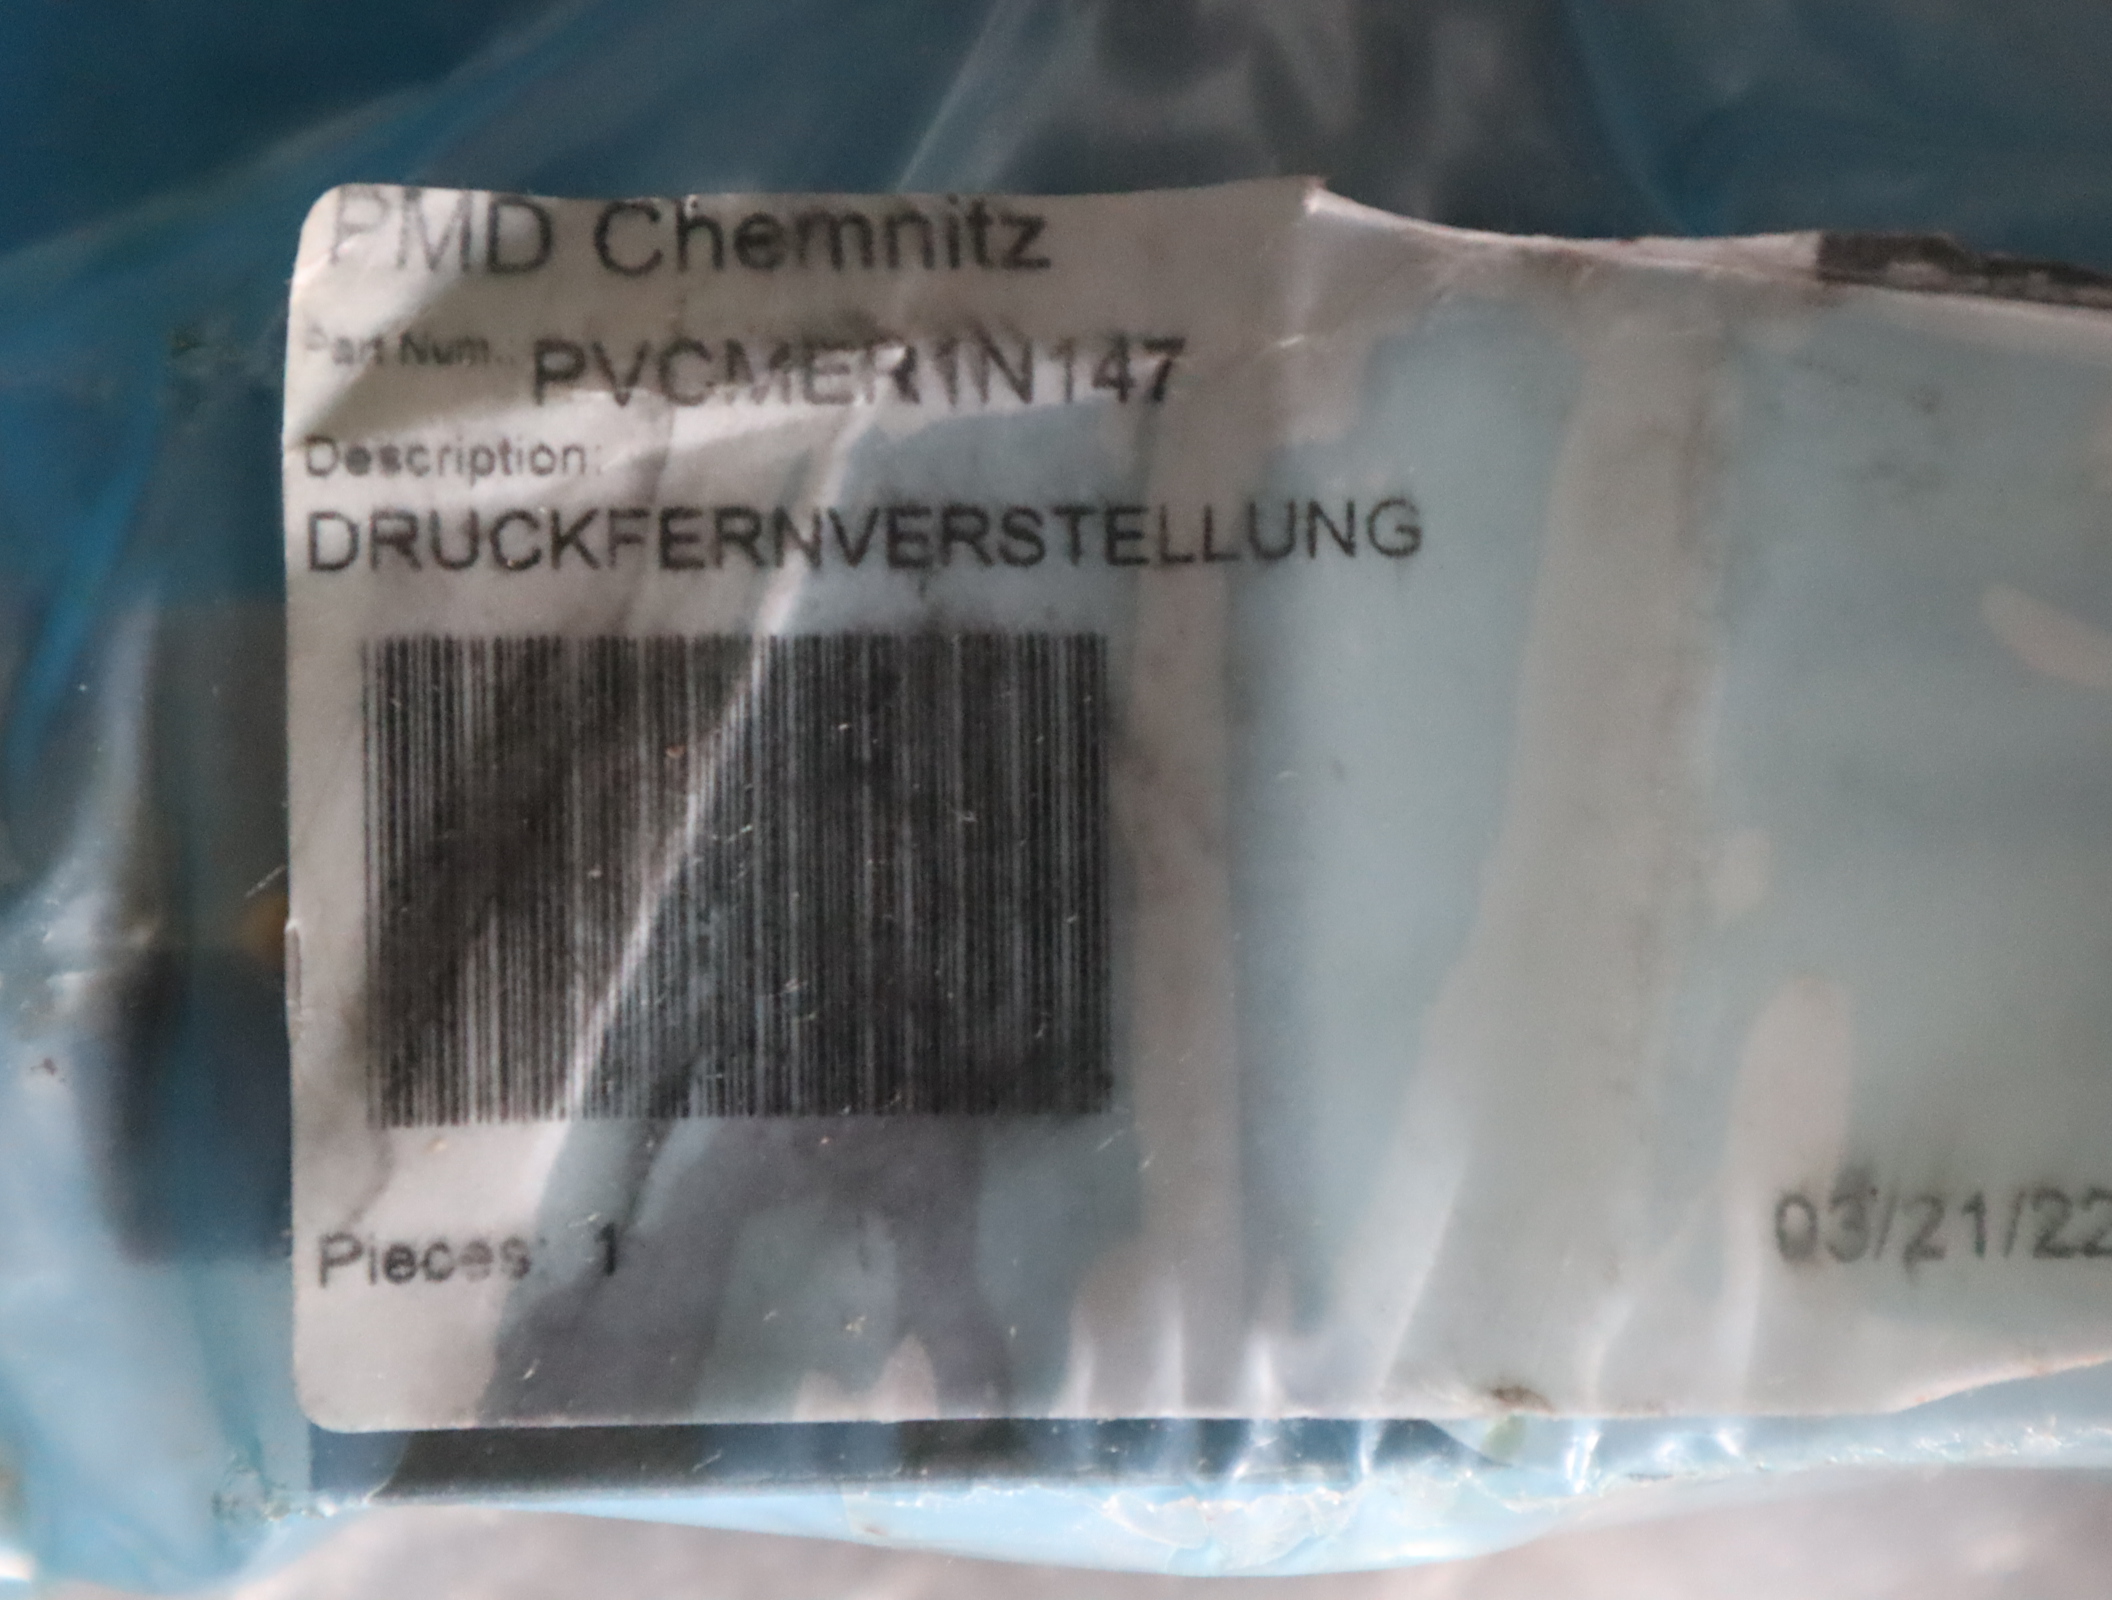 PMD Chemnitz
Part Num.: PVCMER1N147
Description:
DRUCKFERNVERSTELLUNG
Pieces: 1
03/21/22